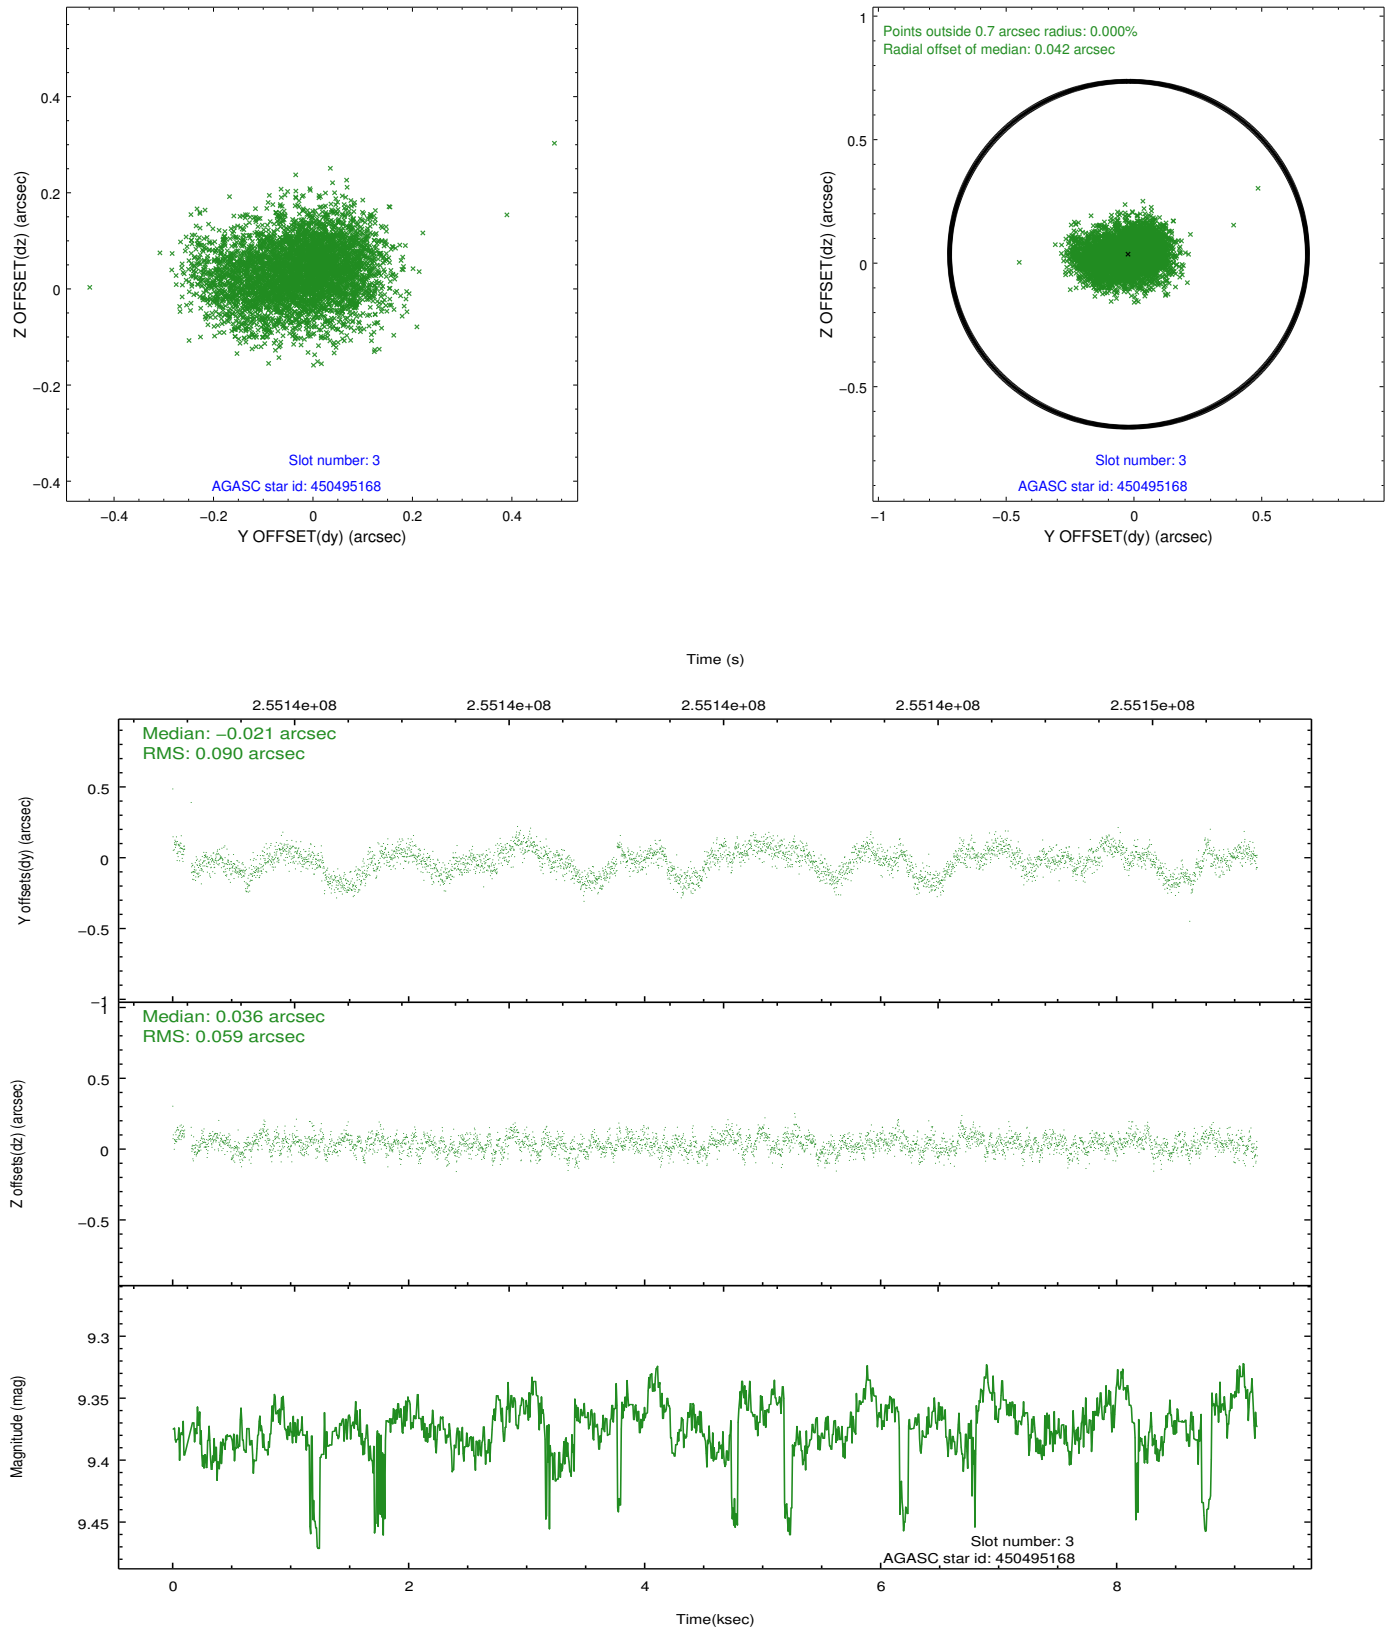 0.4
0.2
0
−0.2
−0.4
Z OFFSET(dz) (arcsec)
Slot number: 3
AGASC star id: 450495168
−0.4
−0.2
0
0.2
0.4
Y OFFSET(dy) (arcsec)
Points outside 0.7 arcsec radius: 0.000%
Radial offset of median: 0.042 arcsec
1
0.5
0
−0.5
Z OFFSET(dz) (arcsec)
Slot number: 3
AGASC star id: 450495168
−1
−0.5
0
0.5
Y OFFSET(dy) (arcsec)
Time (s)
2.5514e+08
2.5514e+08
2.5514e+08
2.5514e+08
2.5515e+08
Median: −0.021 arcsec
RMS: 0.090 arcsec
0.5
0
−0.5
−1
Y offsets(dy) (arcsec)
Median: 0.036 arcsec
RMS: 0.059 arcsec
1
0.5
0
−0.5
Z offsets(dz) (arcsec)
9.3
9.35
9.4
9.45
Magnitude (mag)
Slot number: 3
AGASC star id: 450495168
0
2
4
6
8
Time(ksec)